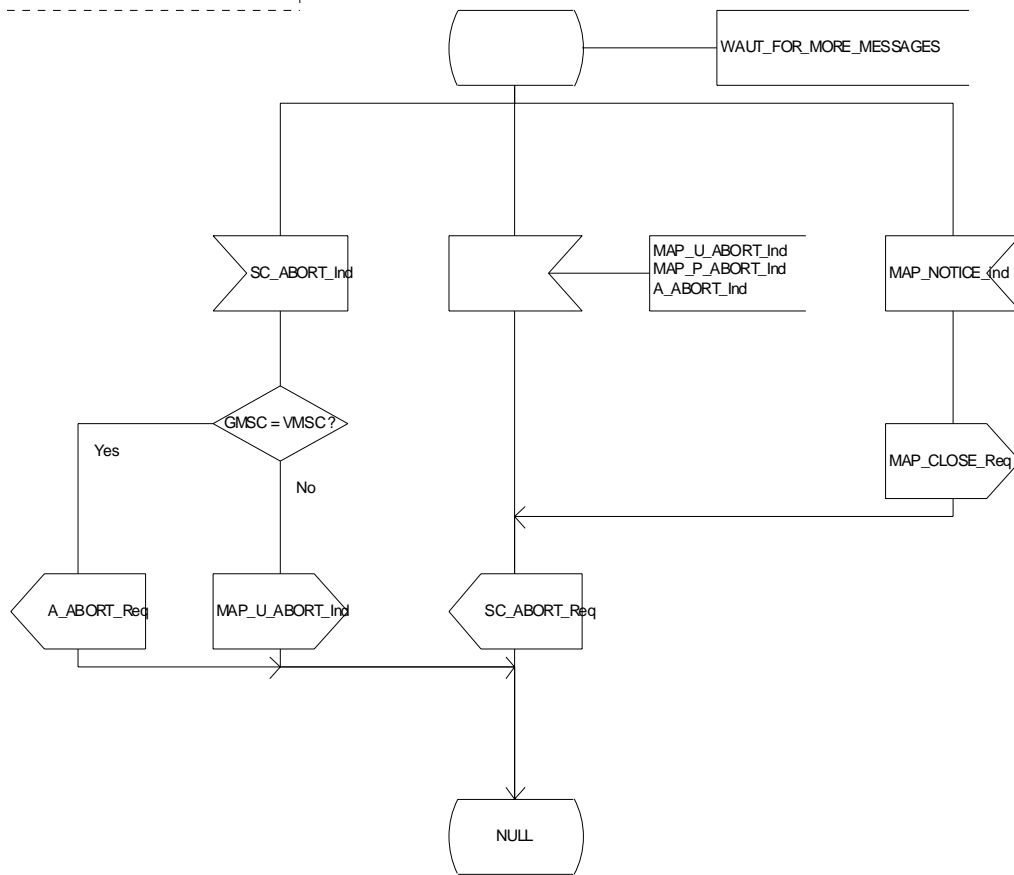 WAUT_FOR_MORE_MESSAGES
SC_ABORT_Ind
MAP_U_ABORT_Ind
MAP_P_ABORT_Ind
A_ABORT_Ind
MAP_NOTICE_Ind
GMSC = VMSC?
Yes
No
MAP_CLOSE_Req
A_ABORT_Req
MAP_U_ABORT_Ind
SC_ABORT_Req
NULL